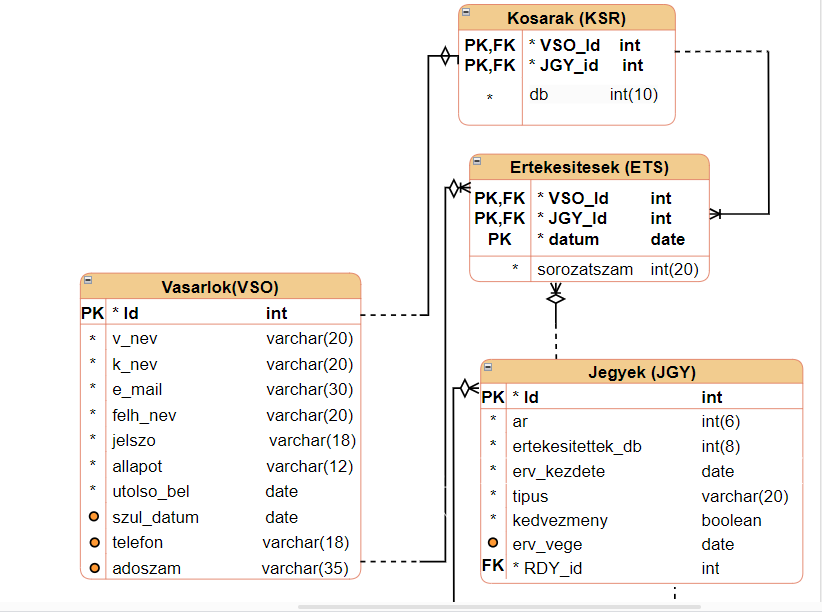 Kosarak (KSR)
PK,FK * VSO_Id int
PK,FK * JGY_id int
* db int(10)
Ertekesitesek (ETS)
PK,FK * VSO_Id int
PK,FK * JGY_Id int
PK * datum date
* sorozatszam int(20)
Vasarlok(VSO)
PK * Id int
* v_nev varchar(20)
* k_nev varchar(20)
* e_mail varchar(30)
* felh_nev varchar(20)
* jelszo varchar(18)
* allapot varchar(12)
* utolso_bel date
szul_datum date
telefon varchar(18)
adoszam varchar(35)
Jegyek (JGY)
PK * Id int
* ar int(6)
* ertekesitettek_db int(8)
* erv_kezdete date
* tipus varchar(20)
* kedvezmeny boolean
erv_vege date
FK * RDY_id int